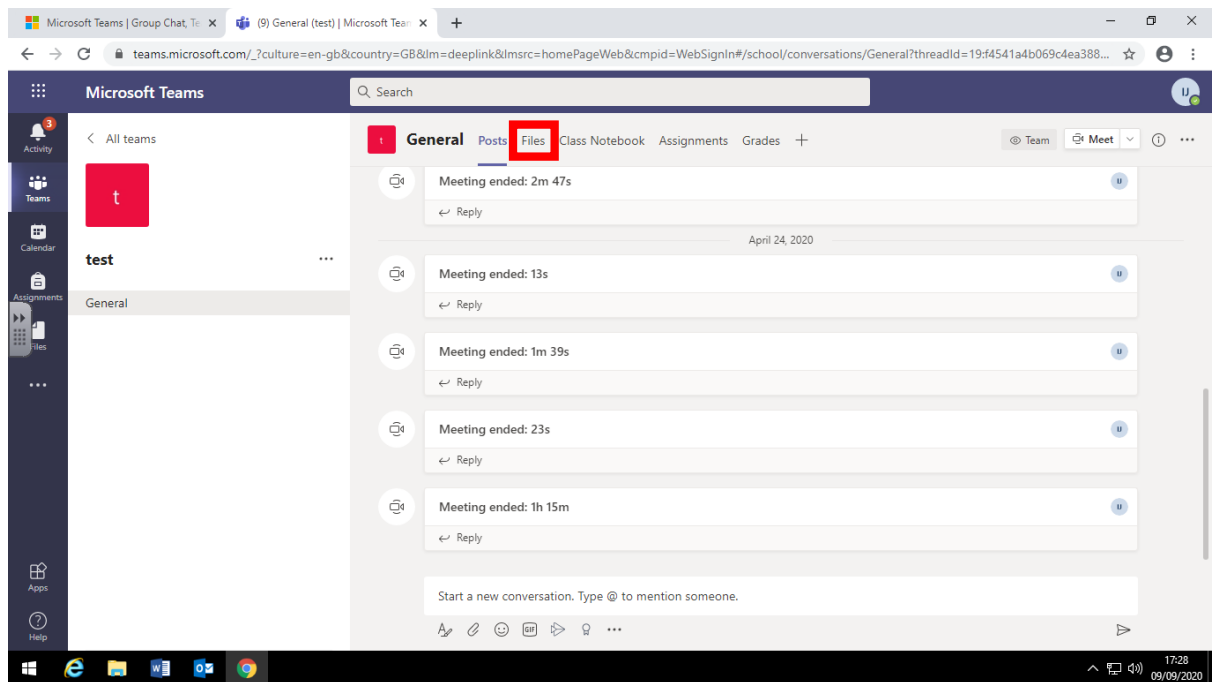 Microsoft Teams | Group Chat, Te
(9) General (test) | Microsoft Team
teams.microsoft.com/_?culture=en-gb&country=GB&lm=deeplink&lmsrc=homePageWeb&cmpid=WebSignIn#/school/conversations/General?threadId=19:f4541a4b069c4ea388...
Microsoft Teams
Search
U
3
Activity
Teams
Calendar
Assignments
Files
Apps
Help
All teams
t
test
General
t General Posts Files Class Notebook Assignments Grades
Team Meet
Meeting ended: 2m 47s
U
Reply
April 24, 2020
Meeting ended: 13s
U
Reply
Meeting ended: 1m 39s
U
Reply
Meeting ended: 23s
U
Reply
Meeting ended: 1h 15m
U
Reply
Start a new conversation. Type @ to mention someone.
GIF
17:28
09/09/2020